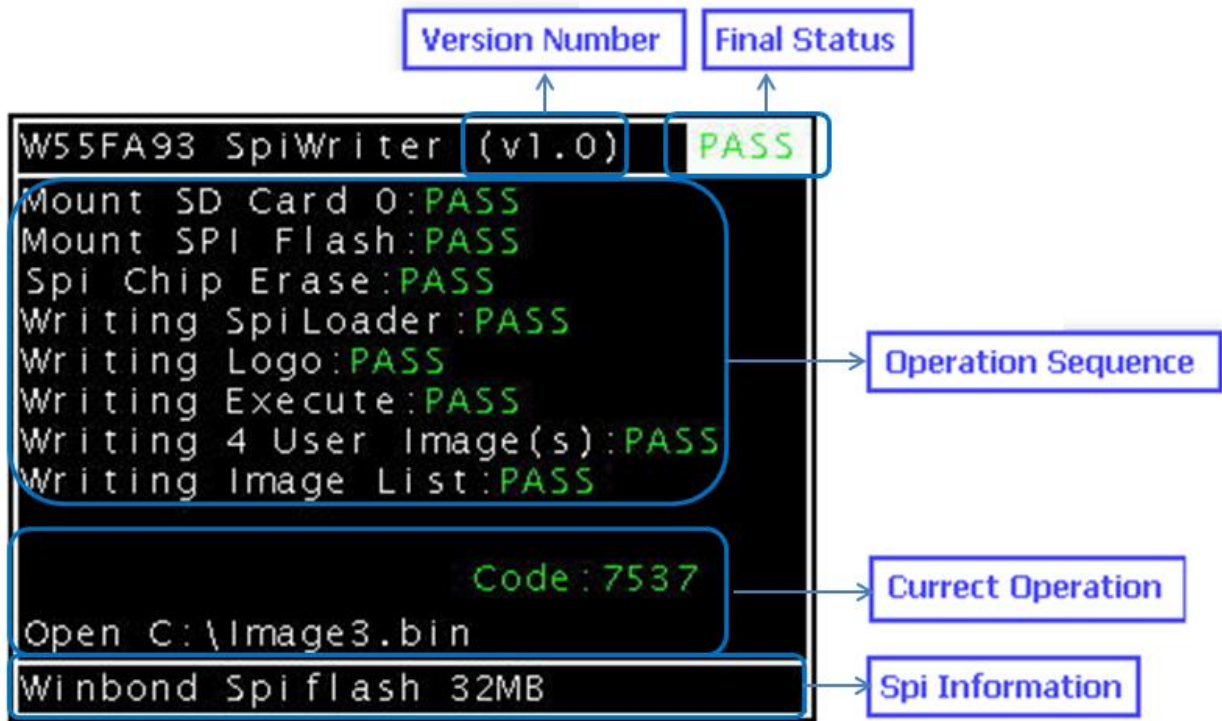 Version Number
Final Status
W55FA93 SpiWriter (v1.0) PASS
Mount SD Card 0:PASS
Mount SPI Flash:PASS
Spi Chip Erase:PASS
Writing SpiLoader:PASS
Writing Logo:PASS
Writing Execute:PASS
Writing 4 User Image(s):PASS
Writing Image List:PASS
Operation Sequence
Code:7537
Open C:\Image3.bin
Currect Operation
Winbond Spiflash 32MB
Spi Information